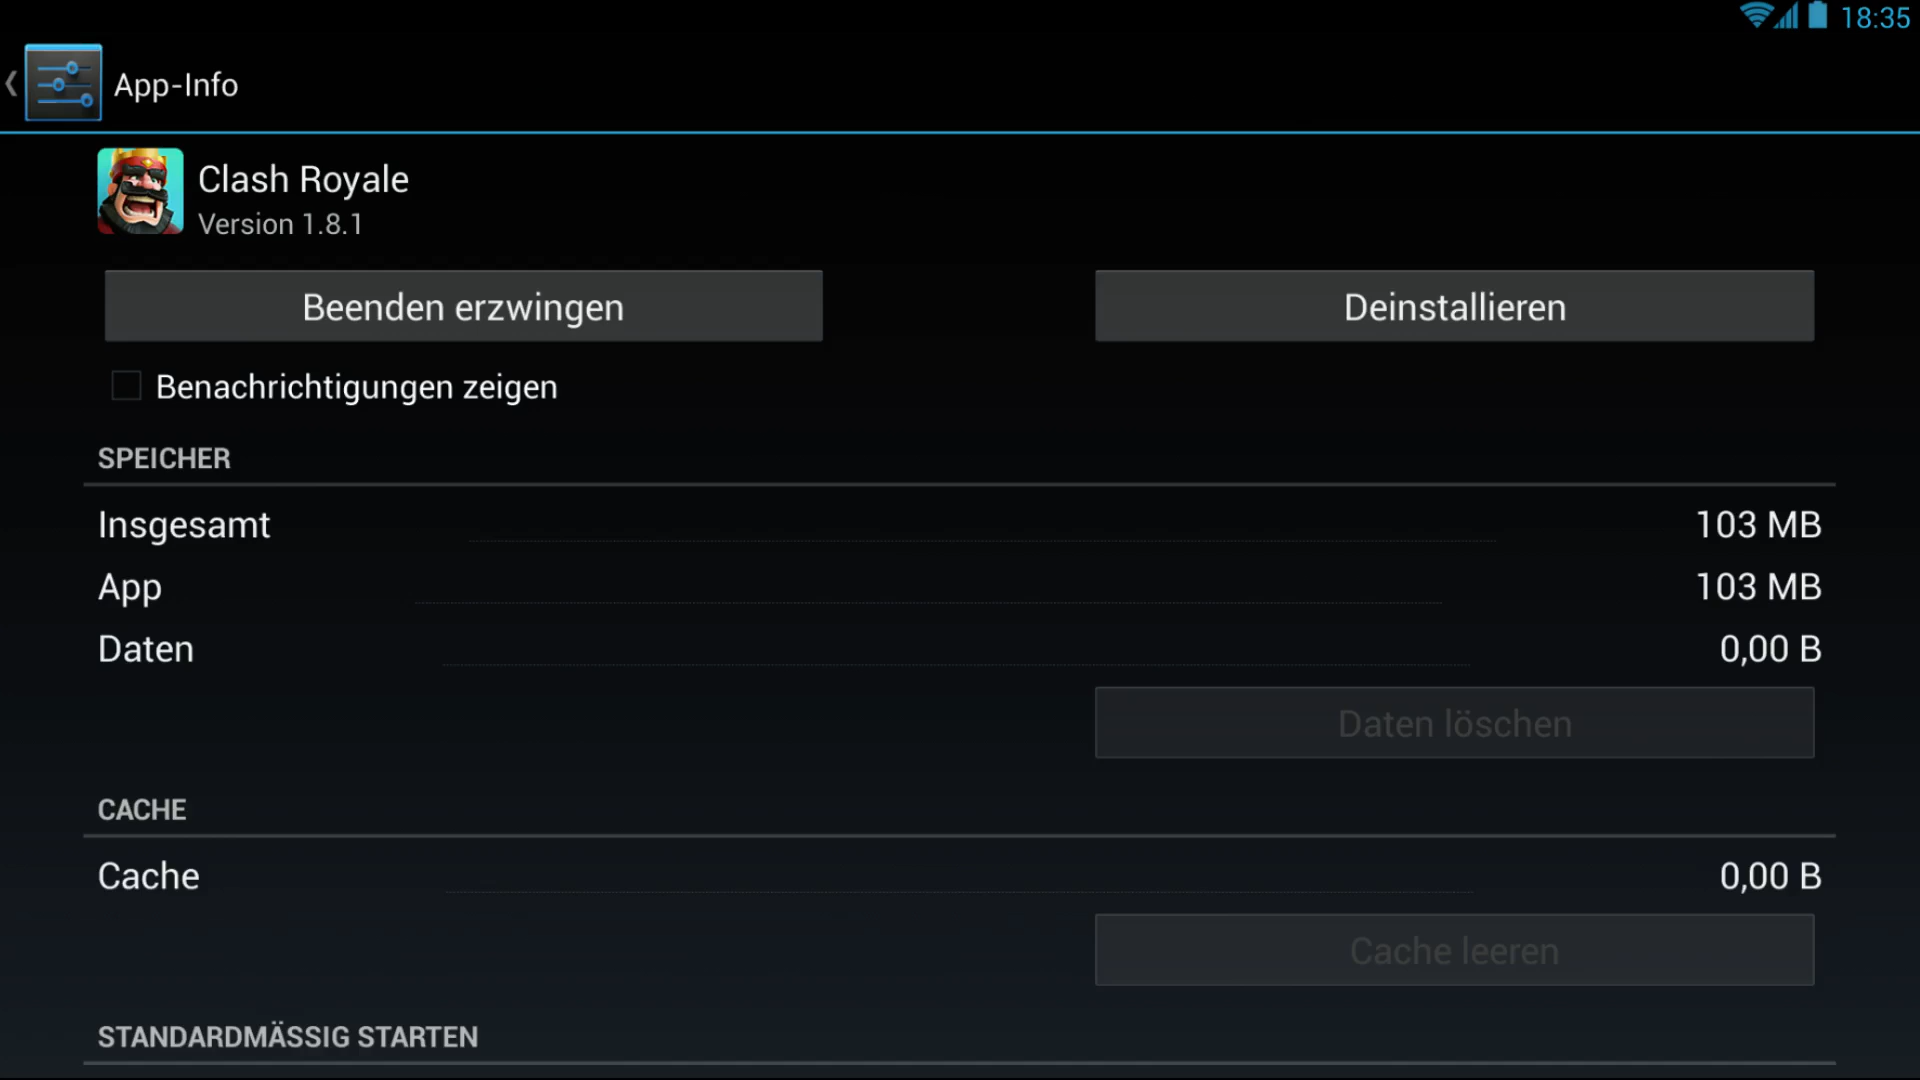 18:35
App-Info
Clash Royale
Version 1.8.1
Beenden erzwingen
Deinstallieren
Benachrichtigungen zeigen
SPEICHER
Insgesamt 103 MB
App 103 MB
Daten 0,00 B
Daten löschen
CACHE
Cache 0,00 B
Cache leeren
STANDARDMÄSSIG STARTEN